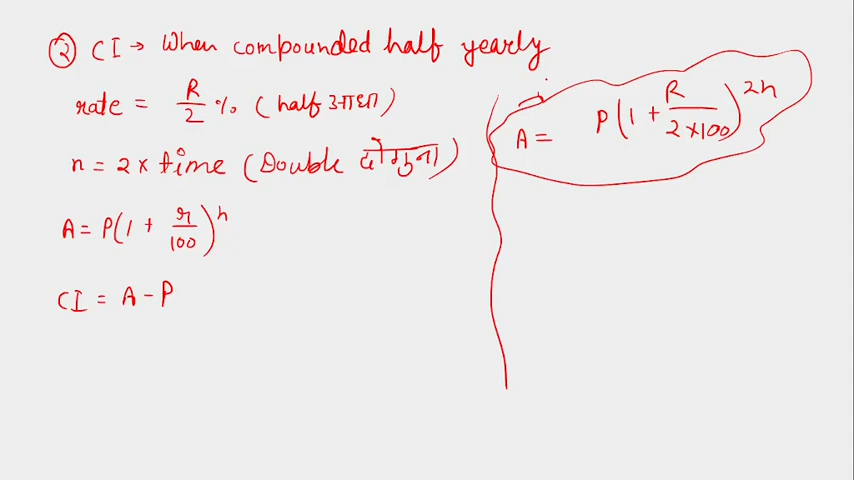 ② CI → When compounded half yearly
rate = R/2 % (half आधा)
n = 2 × time (Double दोगुना)
A = P(1 + r/100)^n
CI = A - P
A = P(1 + R/2×100)^2n